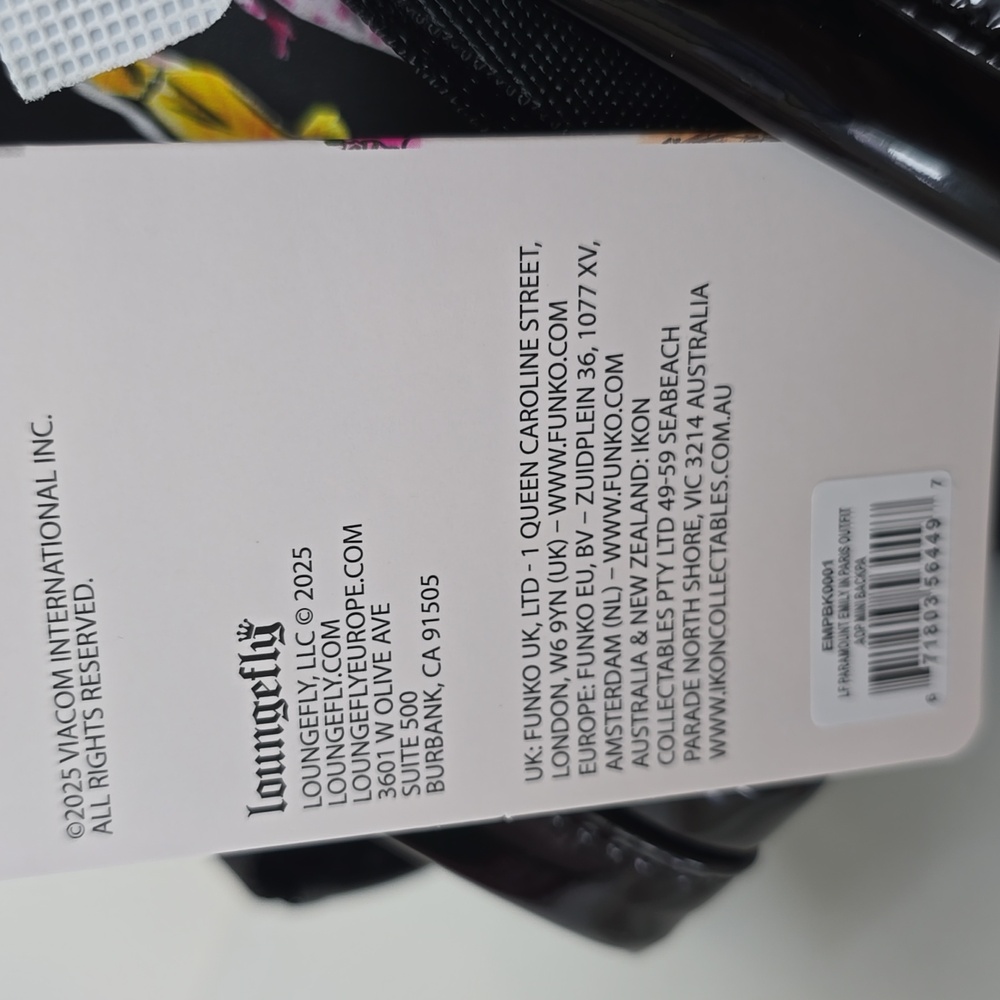 ©2025 VIACOM INTERNATIONAL INC.
ALL RIGHTS RESERVED.
loungefly
LOUNGEFLY, LLC © 2025
LOUNGEFLY.COM
LOUNGEFLYEUROPE.COM
3601 W OLIVE AVE
SUITE 500
BURBANK, CA 91505
UK: FUNKO UK, LTD - 1 QUEEN CAROLINE STREET,
LONDON, W6 9YN (UK) – WWW.FUNKO.COM
EUROPE: FUNKO EU, BV – ZUIDPLEIN 36, 1077 XV,
AMSTERDAM (NL) – WWW.FUNKO.COM
AUSTRALIA & NEW ZEALAND: IKON
COLLECTABLES PTY LTD 49-59 SEABEACH
PARADE NORTH SHORE, VIC 3214 AUSTRALIA
WWW.IKONCOLLECTABLES.COM.AU
EMPBK0001
LF PARAMOUNT EMILY IN PARIS OUTFIT
AOP MINI BACKPA
6 71803 56449 7